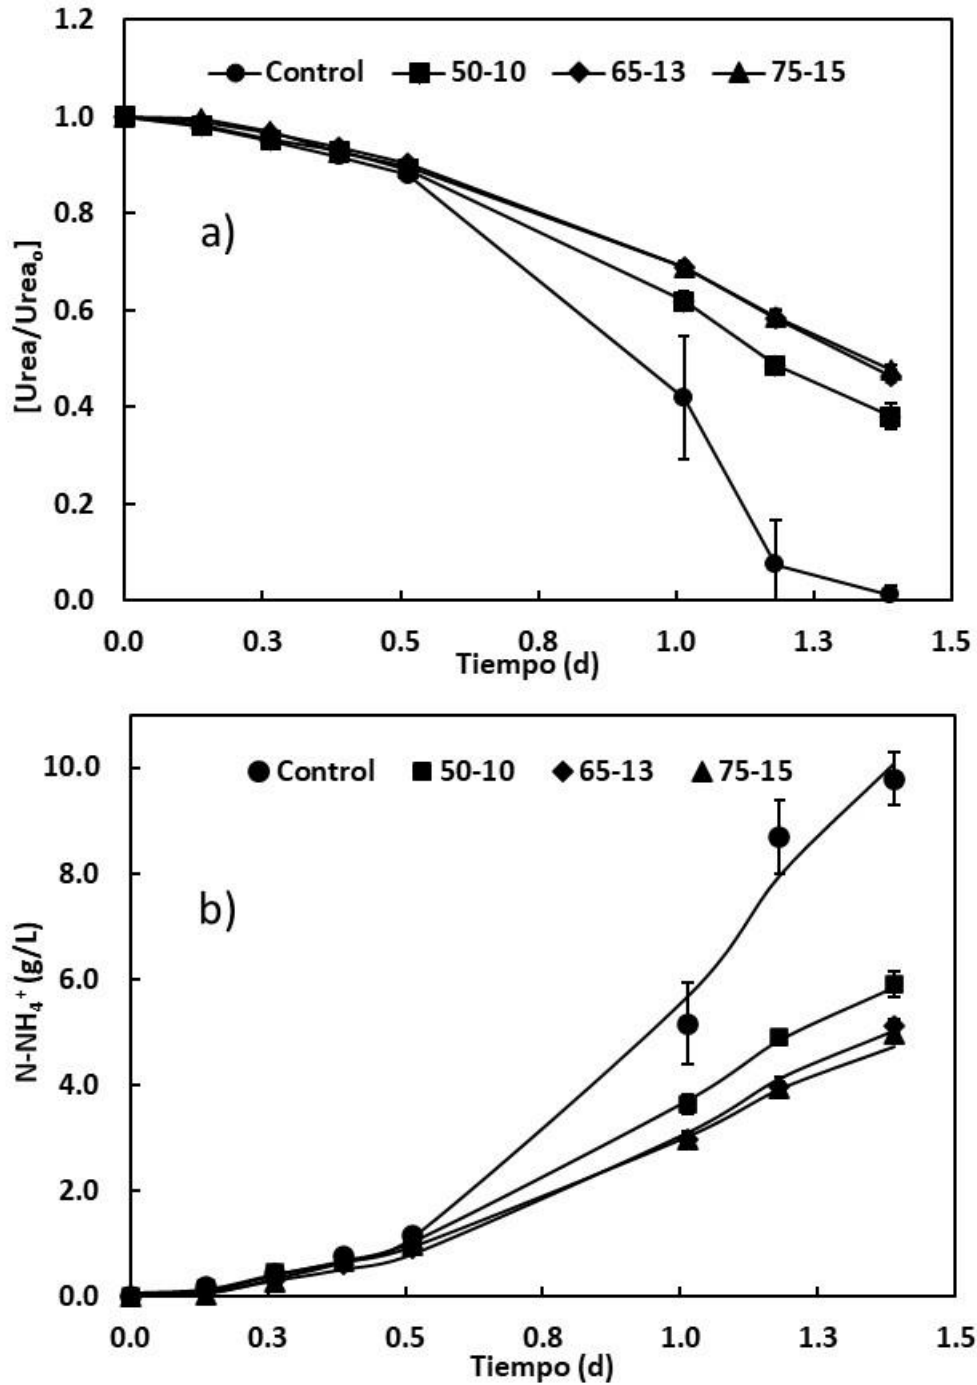 1.2
Control 50-10 65-13 75-15
1.0
0.8
a)
[Urea/Ureao]
0.6
0.4
0.2
0.0
0.0 0.3 0.5 0.8 1.0 1.3 1.5
Tiempo (d)
10.0
Control 50-10 65-13 75-15
8.0
b)
N-NH4+ (g/L)
6.0
4.0
2.0
0.0
0.0 0.3 0.5 0.8 1.0 1.3 1.5
Tiempo (d)